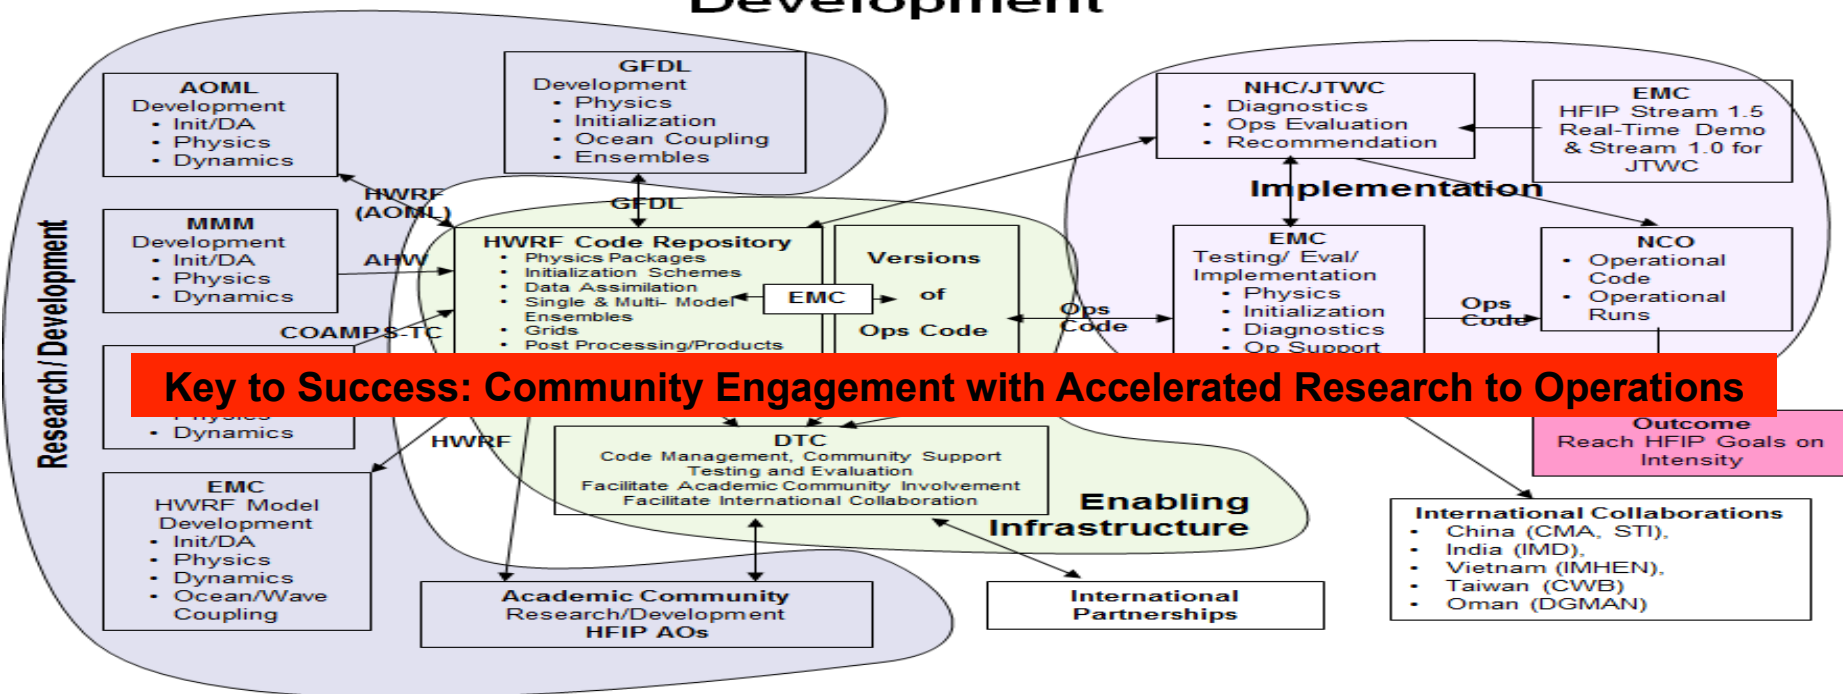 Development
GFDL
Development
• Physics
• Initialization
• Ocean Coupling
• Ensembles
AOML
Development
• Init/DA
• Physics
• Dynamics
NHC/JTWC
• Diagnostics
• Ops Evaluation
• Recommendation
EMC
HFIP Stream 1.5
Real-Time Demo
& Stream 1.0 for
JTWC
HWRF
(AOML)
GFDL
Implementation
Research / Development
MMM
Development
• Init/DA
• Physics
• Dynamics
AHW
COAMPS-TC
HWRF Code Repository
• Physics Packages
• Initialization Schemes
• Data Assimilation
• Single & Multi- Model
Ensembles
• Grids
• Post Processing/Products
EMC
Versions
of
Ops Code
Ops
Code
EMC
Testing/ Eval/
Implementation
• Physics
• Initialization
• Diagnostics
• Op Support
Ops
Code
NCO
• Operational
Code
• Operational
Runs
Key to Success: Community Engagement with Accelerated Research to Operations
• Physics
• Dynamics
HWRF
DTC
Code Management, Community Support
Testing and Evaluation
Facilitate Academic Community Involvement
Facilitate International Collaboration
Enabling
Infrastructure
Outcome
Reach HFIP Goals on
Intensity
EMC
HWRF Model
Development
• Init/DA
• Physics
• Dynamics
• Ocean/Wave
Coupling
Academic Community
Research/Development
HFIP AOs
International
Partnerships
International Collaborations
• China (CMA, STI),
• India (IMD),
• Vietnam (IMHEN),
• Taiwan (CWB)
• Oman (DGMAN)